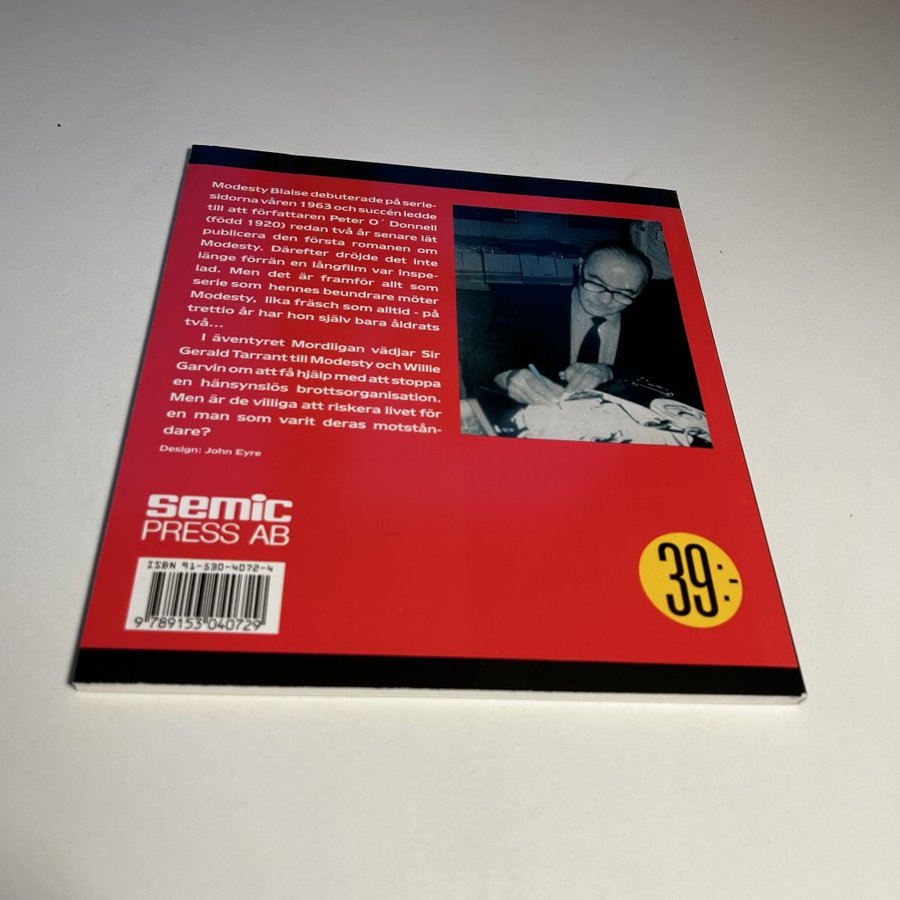 Modesty Blaise debuterade på serie-
sidorna våren 1963 och succén ledde
till att författaren Peter O´ Donnell
(född 1920) redan två år senare lät
publicera den första romanen om
Modesty. Därefter dröjde det inte
länge förrän en långfilm var inspe-
lad. Men det är framför allt som
serie som hennes beundrare möter
Modesty, lika fräsch som alltid - på
trettio år har hon själv bara åldrats
två...
I äventyret Mordligan vädjar Sir
Gerald Tarrant till Modesty och Willie
Garvin om att få hjälp med att stoppa
en hänsynslös brottsorganisation.
Men är de villiga att riskera livet för
en man som varit deras motstån-
dare?
Design: John Eyre
semic
PRESS AB
ISBN 91-530-4072-4
9 789153 040729
39:-